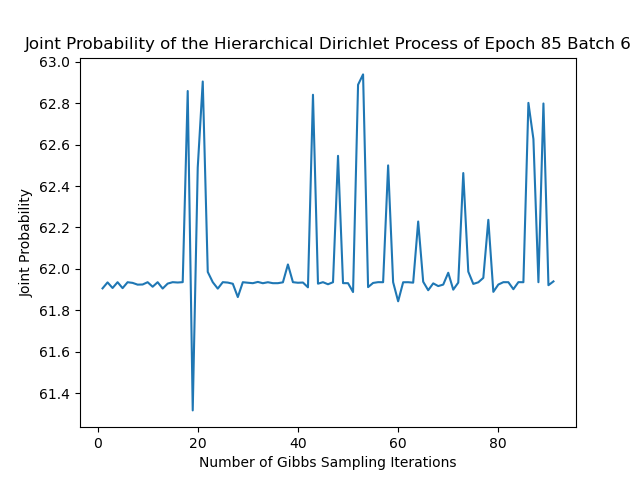 Joint Probability of the Hierarchical Dirichlet Process of Epoch 85 Batch 6
63.0
62.8
62.6
62.4
62.2
62.0
61.8
61.6
61.4
Joint Probability
0 20 40 60 80
Number of Gibbs Sampling Iterations